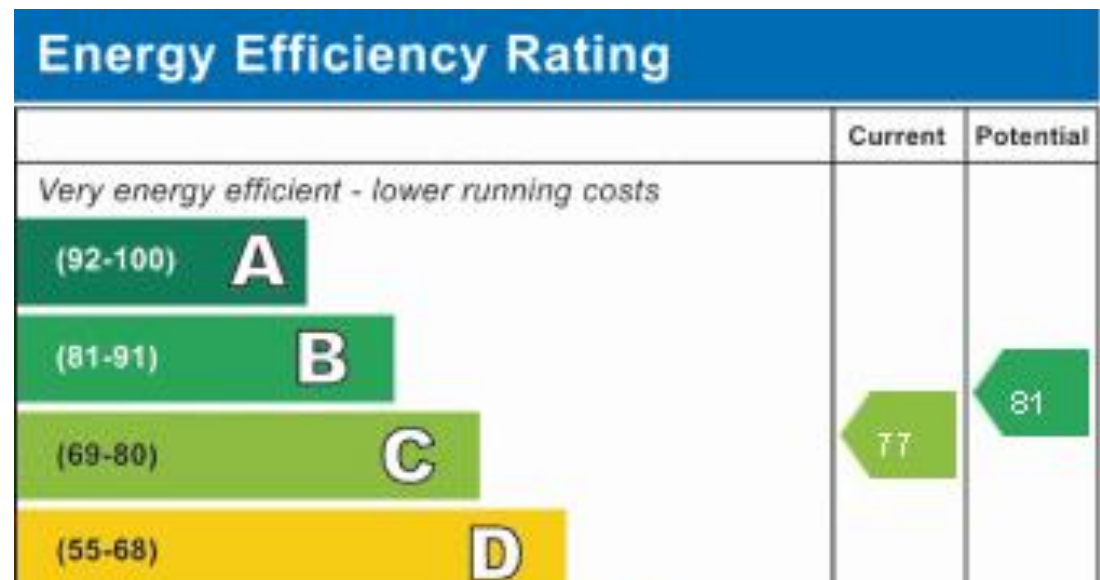 Energy Efficiency Rating
Current Potential
Very energy efficient - lower running costs
(92-100) A
(81-91) B
81
(69-80) C
77
(55-68) D